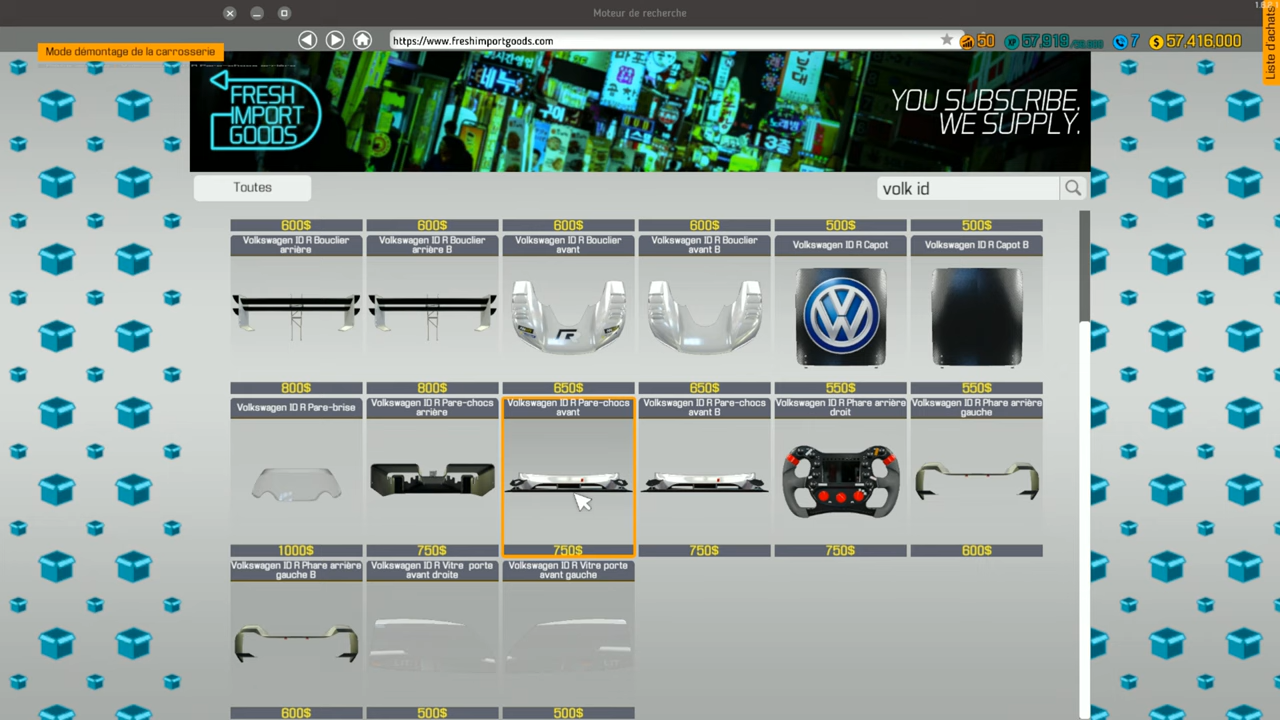 Moteur de recherche
1.6.
Mode démontage de la carrosserie
https://www.freshimportgoods.com
50
57,919
7
$ 57,416,000
Liste d'achats
FRESH
IMPORT
GOODS
YOU SUBSCRIBE,
WE SUPPLY.
Toutes
volk id
600$ 600$ 600$ 600$ 500$ 500$
Volkswagen ID R Bouclier
arrière
Volkswagen ID R Bouclier
arrière B
Volkswagen ID R Bouclier
avant
Volkswagen ID R Bouclier
avant B
Volkswagen ID R Capot
Volkswagen ID R Capot B
800$ 800$ 650$ 650$ 550$ 550$
Volkswagen ID R Pare-brise
Volkswagen ID R Pare-chocs
arrière
Volkswagen ID R Pare-chocs
avant
Volkswagen ID R Pare-chocs
avant B
Volkswagen ID R Phare arrière
droit
Volkswagen ID R Phare arrière
gauche
1000$ 750$ 750$ 750$ 750$ 600$
Volkswagen ID R Phare arrière
gauche B
Volkswagen ID R Vitre porte
avant droite
Volkswagen ID R Vitre porte
avant gauche
600$ 500$ 500$